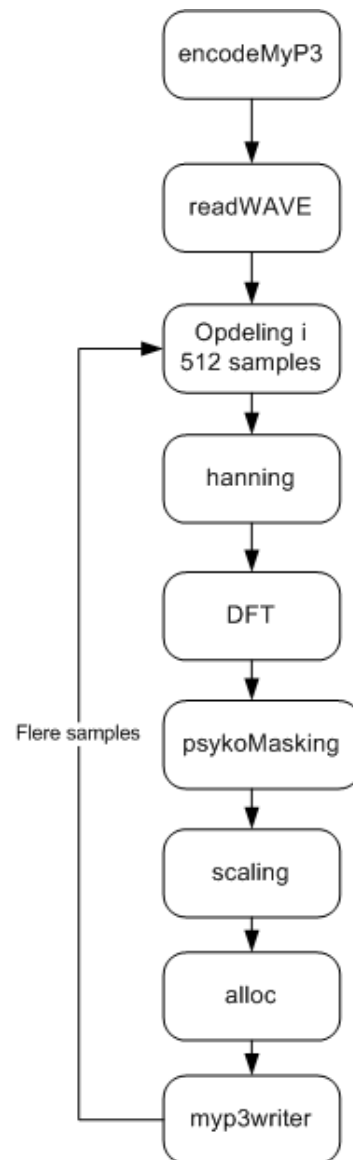 encodeMyP3
readWAVE
Opdeling i
512 samples
hanning
DFT
Flere samples
psykoMasking
scaling
alloc
myp3writer